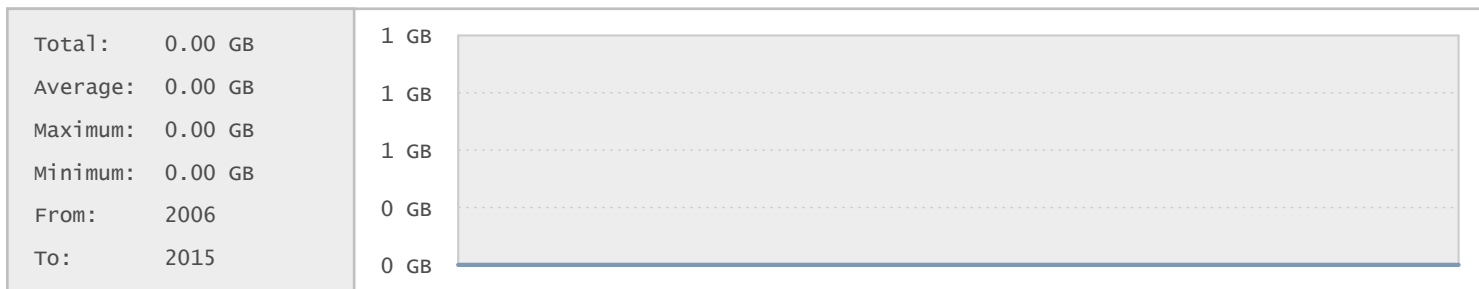 Total: 0.00 GB
Average: 0.00 GB
Maximum: 0.00 GB
Minimum: 0.00 GB
From: 2006
To: 2015
1 GB
1 GB
1 GB
0 GB
0 GB